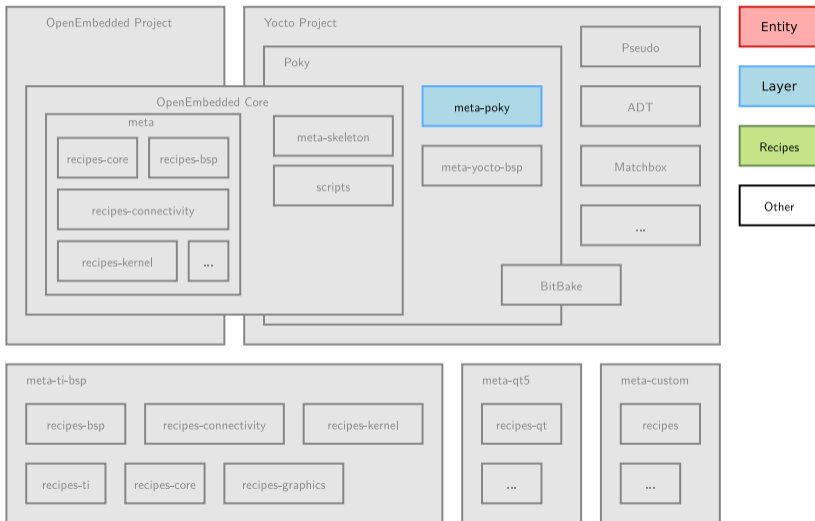 OpenEmbedded Project
Yocto Project
Entity
Pseudo
Poky
Layer
OpenEmbedded Core
meta-poky
ADT
meta
meta-skeleton
recipes-core
recipes-bsp
Recipes
meta-yocto-bsp
Matchbox
scripts
recipes-connectivity
Other
...
recipes-kernel
...
BitBake
meta-ti-bsp
meta-qt5
meta-custom
recipes-bsp
recipes-connectivity
recipes-kernel
recipes-qt
recipes
recipes-ti
recipes-core
recipes-graphics
...
...